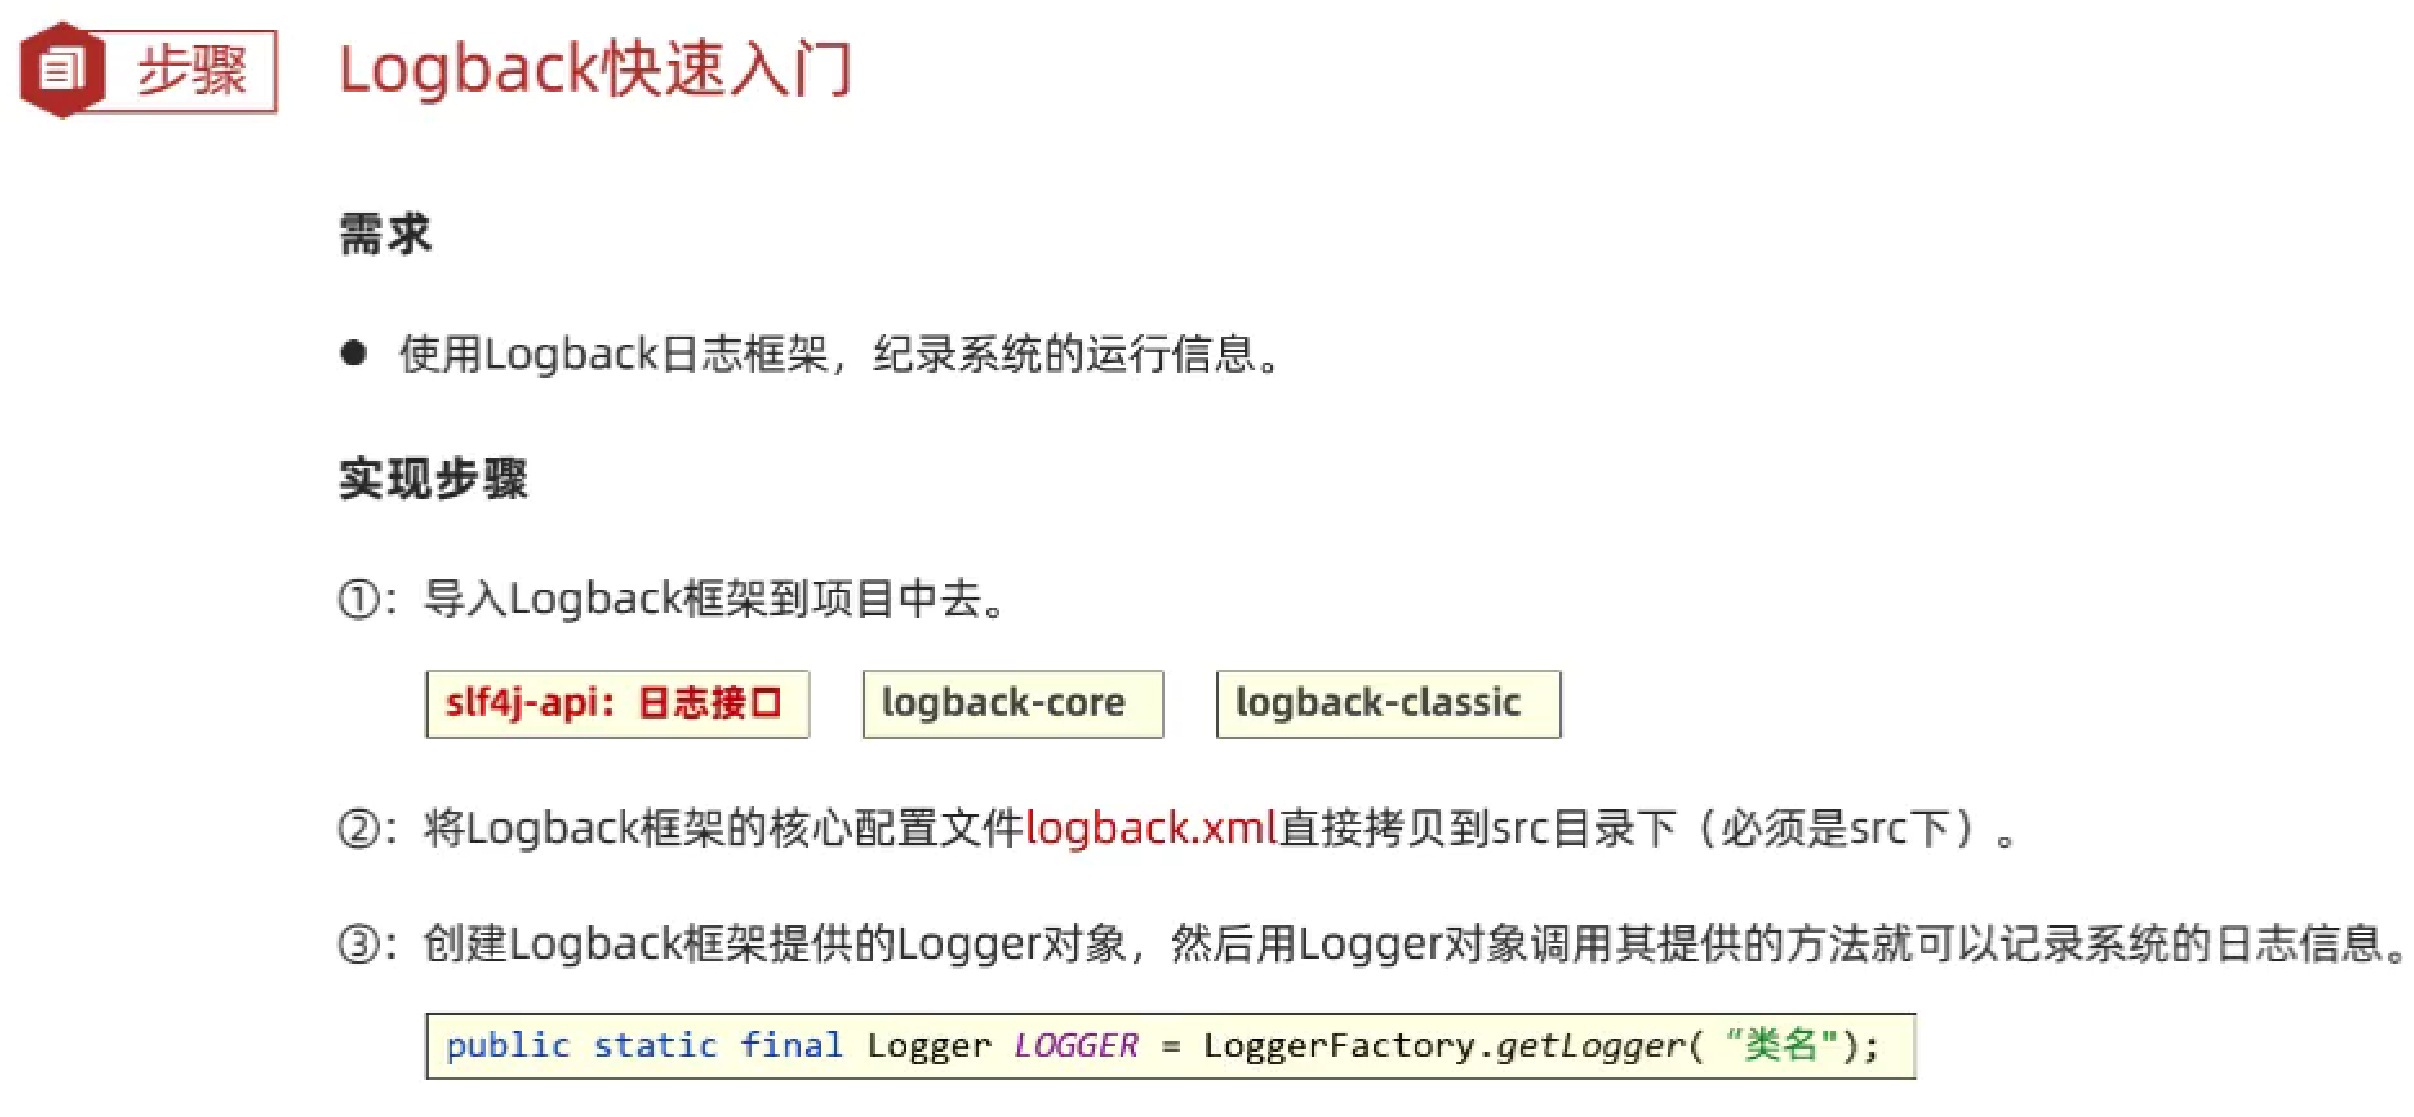 步骤
Logback快速入门
需求
● 使用Logback日志框架，纪录系统的运行信息。
实现步骤
①：导入Logback框架到项目中去。
slf4j-api：日志接口 logback-core logback-classic
②：将Logback框架的核心配置文件logback.xml直接拷贝到src目录下（必须是src下）。
③：创建Logback框架提供的Logger对象，然后用Logger对象调用其提供的方法就可以记录系统的日志信息。
public static final Logger LOGGER = LoggerFactory.getLogger( “类名");